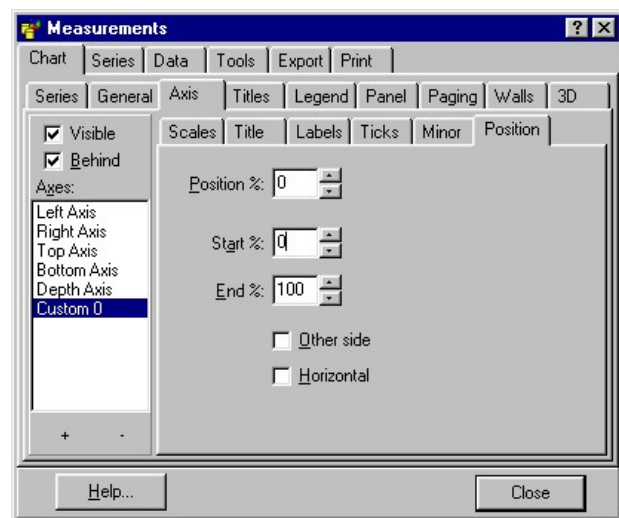 Measurements
Chart Series Data Tools Export Print
Series General Axis Titles Legend Panel Paging Walls 3D
Visible
Behind
Axes:
Left Axis
Right Axis
Top Axis
Bottom Axis
Depth Axis
Custom 0
+ -
Scales Title Labels Ticks Minor Position
Position %: 0
Start %: 0
End %: 100
Other side
Horizontal
Help... Close